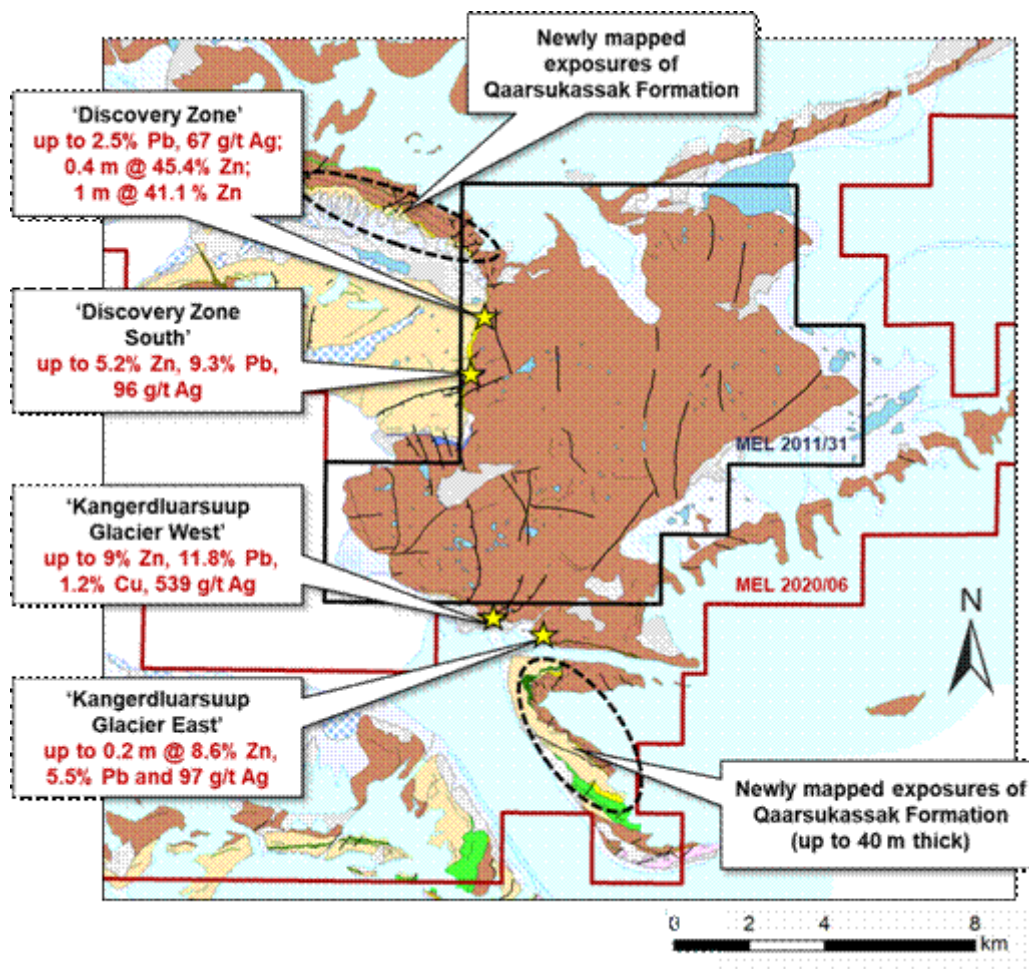 Newly mapped
exposures of
Qaarsukassak Formation
‘Discovery Zone’
up to 2.5% Pb, 67 g/t Ag;
0.4 m @ 45.4% Zn;
1 m @ 41.1 % Zn
‘Discovery Zone
South’
up to 5.2% Zn, 9.3% Pb,
96 g/t Ag
MEL 2011/31
‘Kangerdluarsuup
Glacier West’
up to 9% Zn, 11.8% Pb,
1.2% Cu, 539 g/t Ag
MEL 2020/06
N
‘Kangerdluarsuup
Glacier East’
up to 0.2 m @ 8.6% Zn,
5.5% Pb and 97 g/t Ag
Newly mapped exposures of
Qaarsukassak Formation
(up to 40 m thick)
0 2 4 8
km